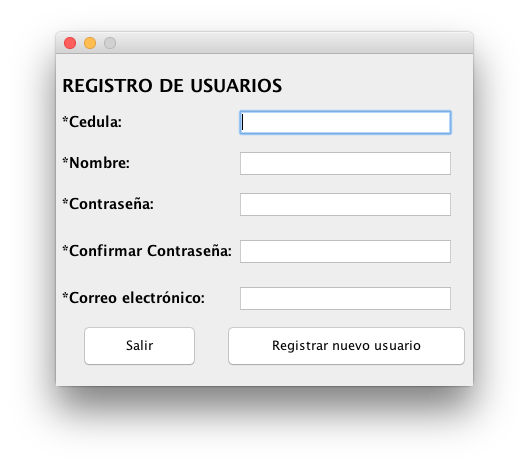 REGISTRO DE USUARIOS
*Cedula:
*Nombre:
*Contraseña:
*Confirmar Contraseña:
*Correo electrónico:
Salir
Registrar nuevo usuario